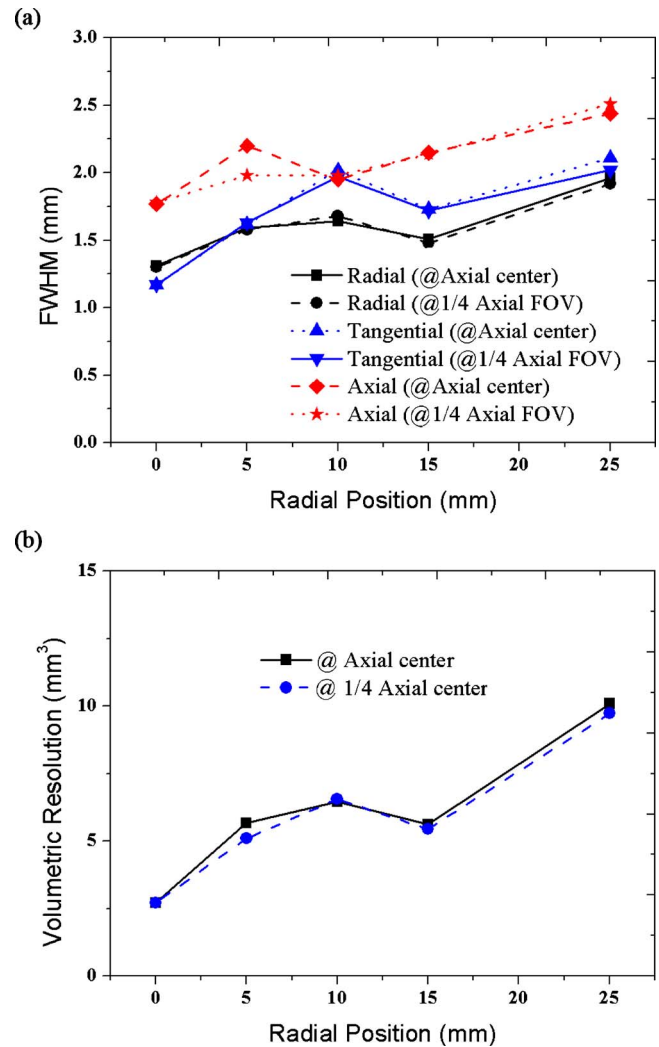 (a)
3.0
2.5
2.0
1.5
1.0
0.5
0.0
FWHM (mm)
Radial (@Axial center)
Radial (@1/4 Axial FOV)
Tangential (@Axial center)
Tangential (@1/4 Axial FOV)
Axial (@Axial center)
Axial (@1/4 Axial FOV)
0 5 10 15 20 25
Radial Position (mm)
(b)
15
10
5
0
Volumetric Resolution (mm³)
@ Axial center
@ 1/4 Axial center
0 5 10 15 20 25
Radial Position (mm)